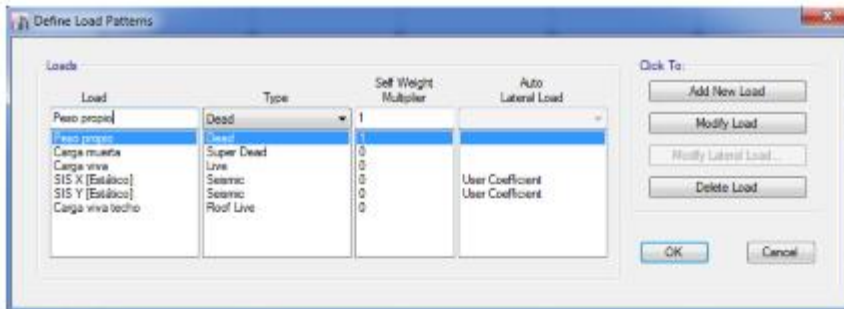 Define Load Patterns
Loads
Click To:
Load Type Self Weight Multiplier Auto Lateral Load
Peso propio Dead 1
Peso propio Dead 1
Carga muerta Super Dead 0
Carga viva Live 0
SIS X [Estático] Seismic 0 User Coefficient
SIS Y [Estático] Seismic 0 User Coefficient
Carga viva techo Roof Live 0
Add New Load
Modify Load
Modify Lateral Load...
Delete Load
OK Cancel